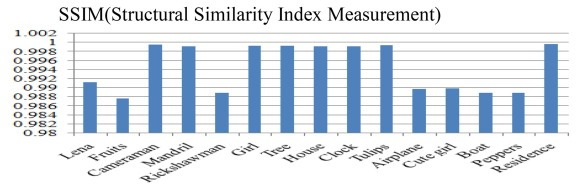 SSIM(Structural Similarity Index Measurement)
1.002
1
0.998
0.996
0.994
0.992
0.99
0.988
0.986
0.984
0.982
0.98
Lena
Fruits
Cameraman
Mandril
Rickshawman
Girl
Tree
House
Clock
Tulips
Airplane
Cute girl
Boat
Peppers
Residence